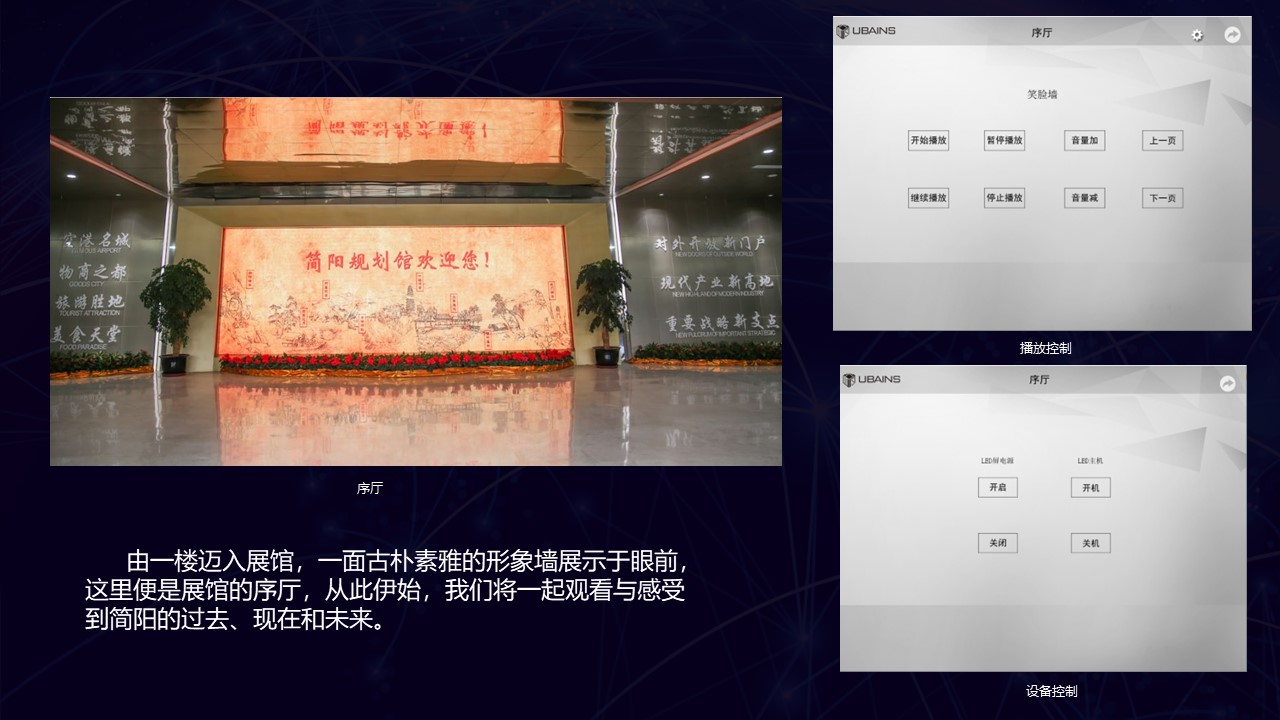 简阳规划馆欢迎您！
空港名城
物商之都
GOODS CITY
旅游胜地
TOURIST ATTRACTION
美食天堂
FOOD PARADISE
对外开放新门户
NEW DOORS OF OUTSIDE WORLD
现代产业新高地
NEW HIGHLAND OF MODERN INDUSTRY
重要战略新支点
NEW FULCRUM OF IMPORTANT STRATEGIC
序厅
由一楼迈入展馆，一面古朴素雅的形象墙展示于眼前，
这里便是展馆的序厅，从此伊始，我们将一起观看与感受
到简阳的过去、现在和未来。
UBAINS
序厅
笑脸墙
开始播放 暂停播放 音量加 上一页
继续播放 停止播放 音量减 下一页
播放控制
UBAINS
序厅
LED屏电源 LED主机
开启 开机
关闭 关机
设备控制